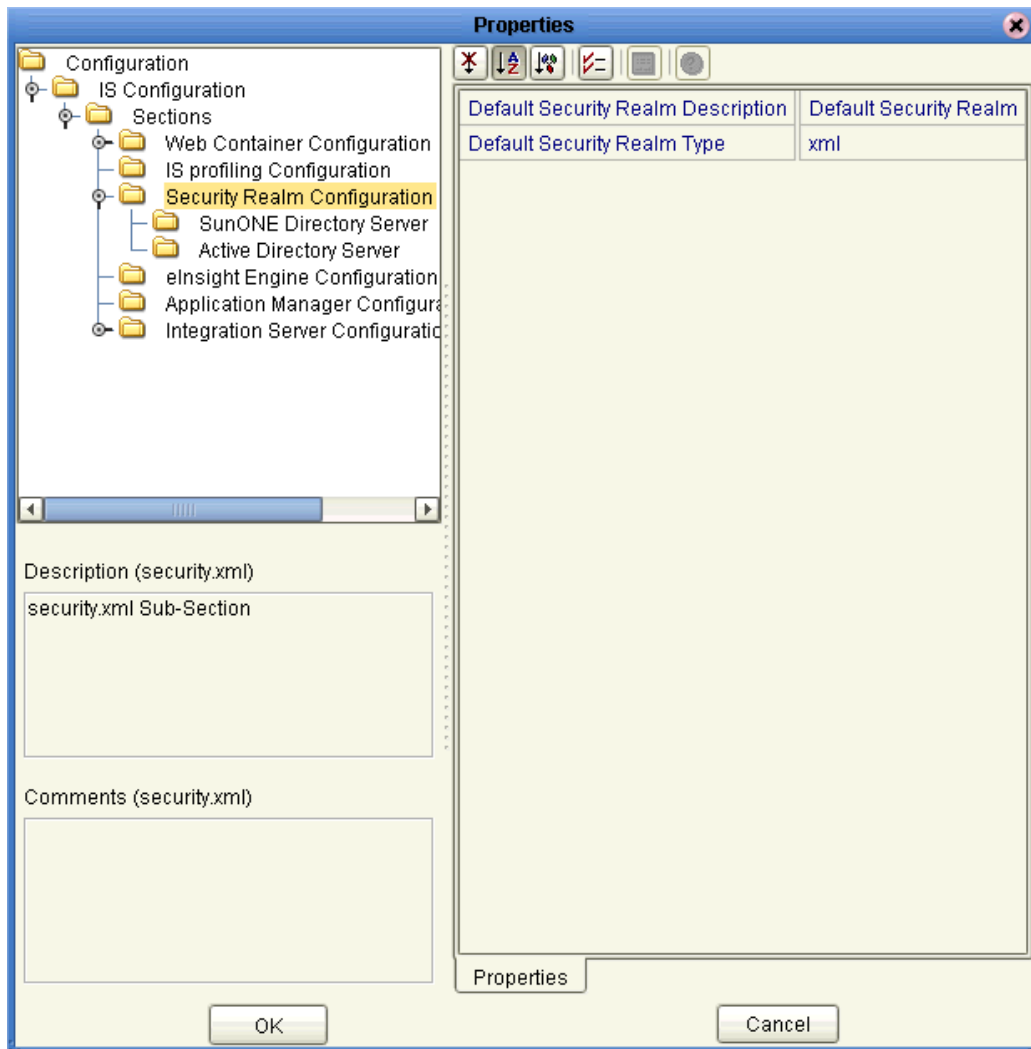 Properties
Configuration
IS Configuration
Sections
Web Container Configuration
IS profiling Configuration
Security Realm Configuration
SunONE Directory Server
Active Directory Server
eInsight Engine Configuration
Application Manager Configura
Integration Server Configuratio
Description (security.xml)
security.xml Sub-Section
Comments (security.xml)
OK
Default Security Realm Description Default Security Realm
Default Security Realm Type xml
Properties
Cancel